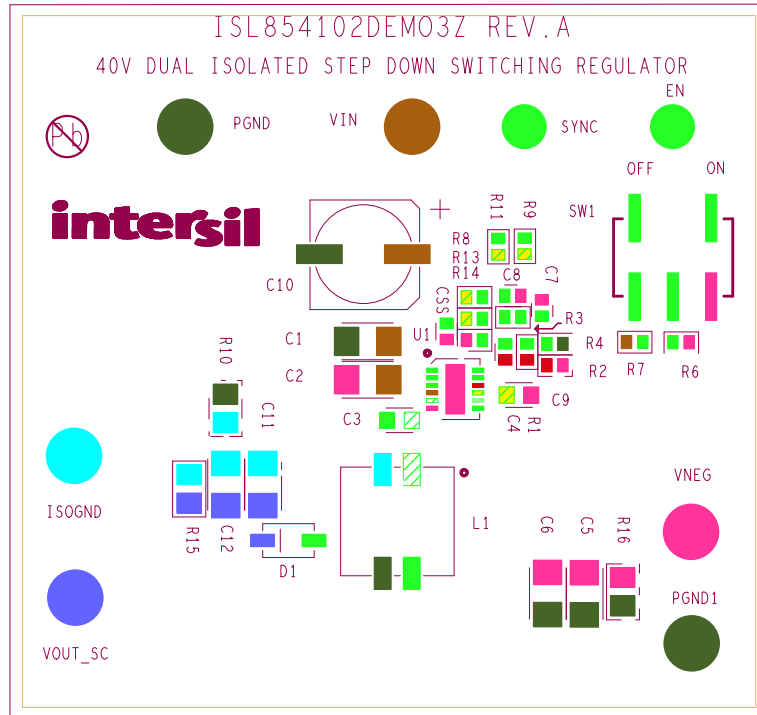 ISL854102DEMO3Z REV.A
40V DUAL ISOLATED STEP DOWN SWITCHING REGULATOR
Pb
PGND
VIN
SYNC
EN
OFF
ON
intersil
SW1
R11
R9
R8
R13
R14
C8
C7
C10
CSS
R3
U1
C1
R4
R7
R6
C2
R2
R10
C11
C3
C9
C4
R1
ISOGND
VNEG
R15
C12
L1
D1
C6
C5
R16
PGND1
VOUT_SC